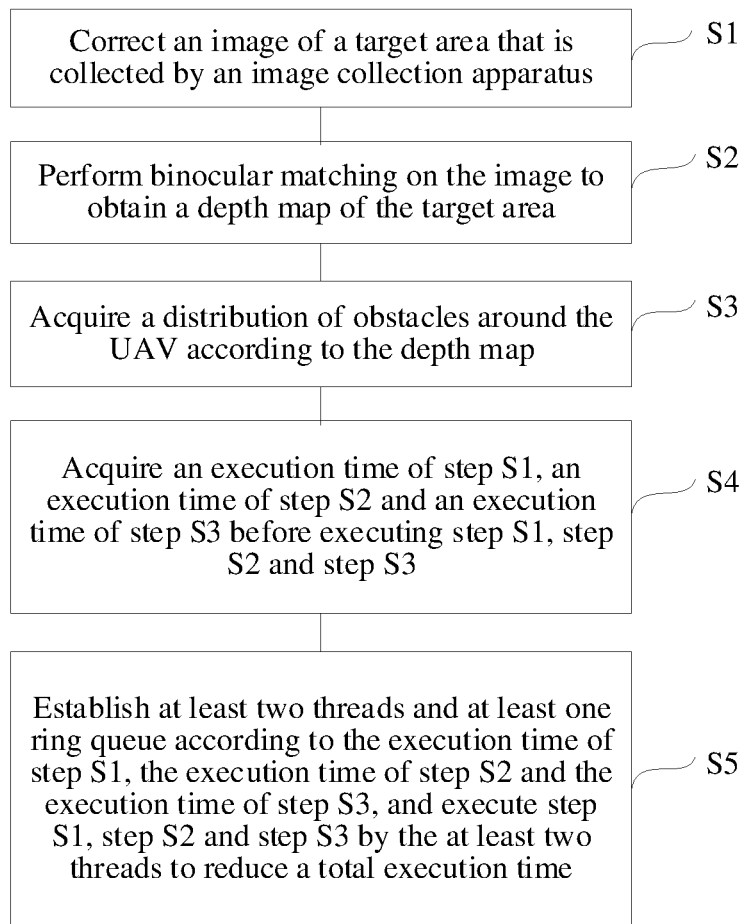 Correct an image of a target area that is
collected by an image collection apparatus
S1
Perform binocular matching on the image to
obtain a depth map of the target area
S2
Acquire a distribution of obstacles around the
UAV according to the depth map
S3
Acquire an execution time of step S1, an
execution time of step S2 and an execution
time of step S3 before executing step S1, step
S2 and step S3
S4
Establish at least two threads and at least one
ring queue according to the execution time of
step S1, the execution time of step S2 and the
execution time of step S3, and execute step
S1, step S2 and step S3 by the at least two
threads to reduce a total execution time
S5